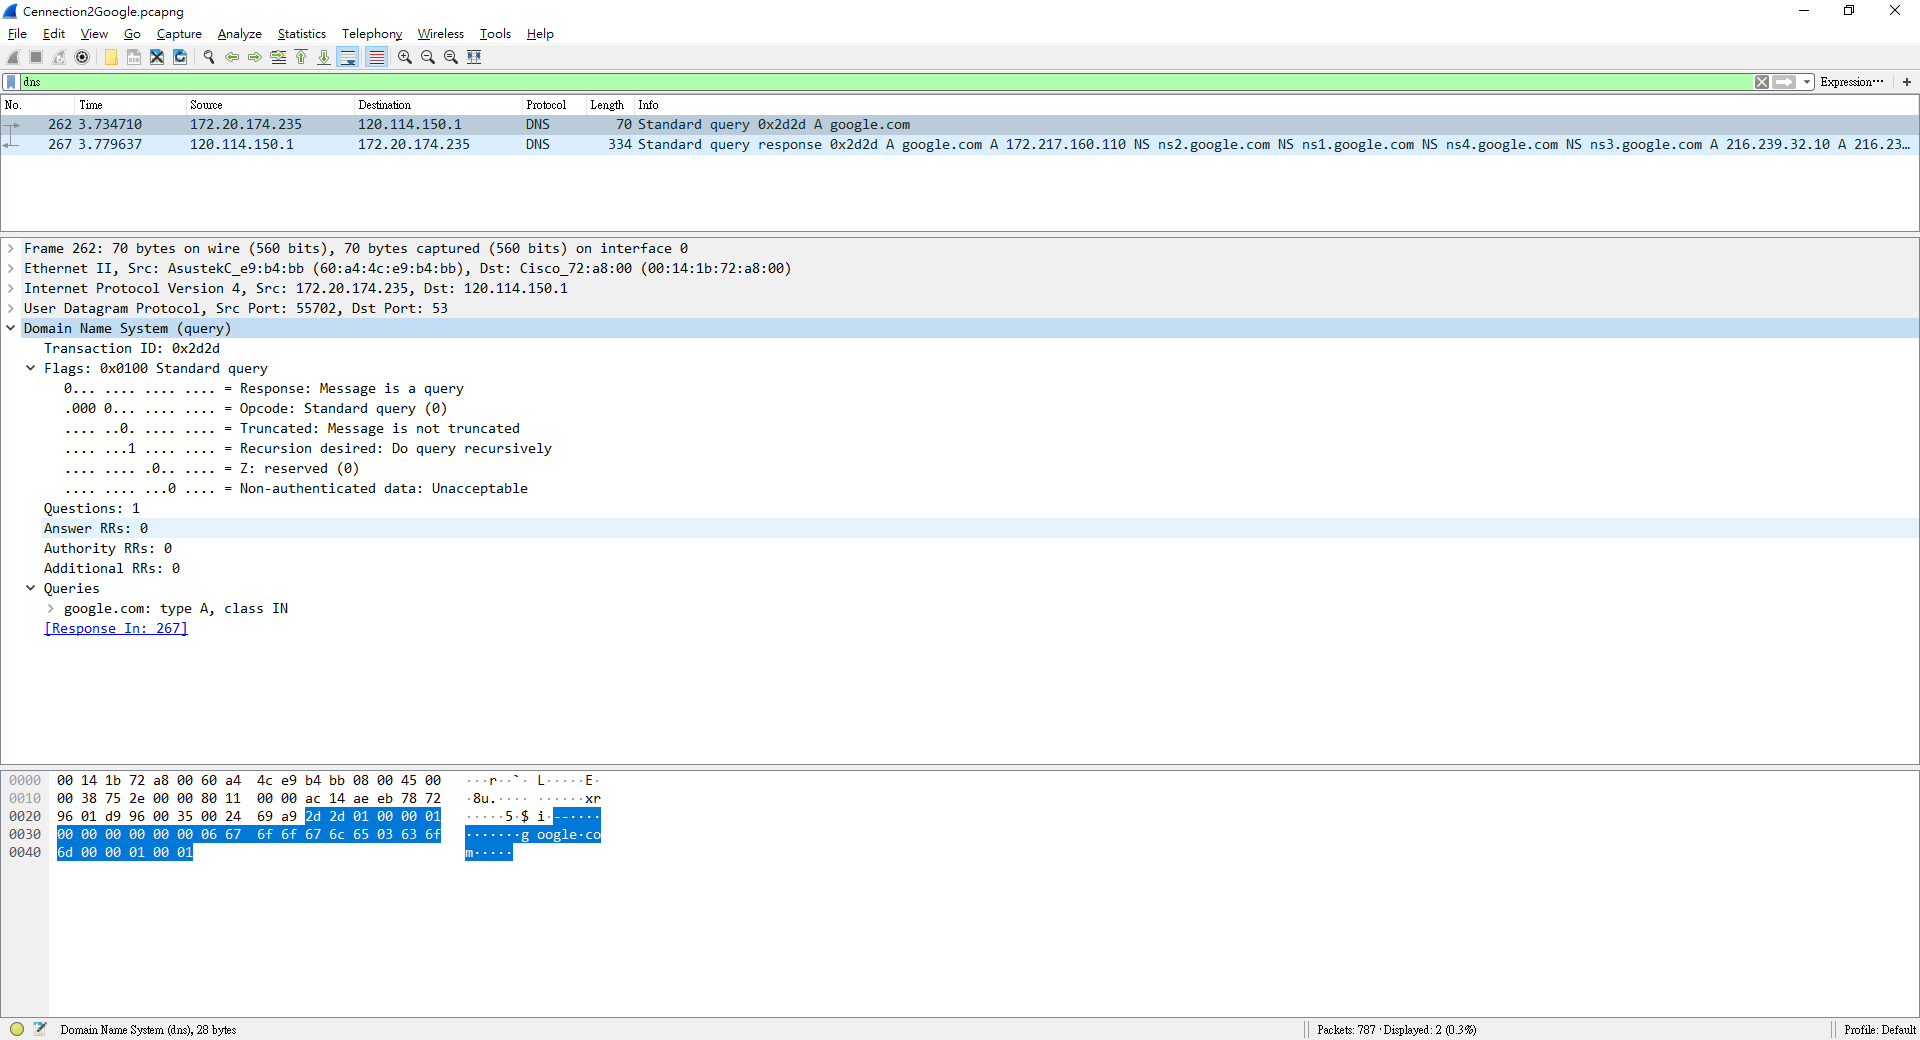 Cennection2Google.pcapng
File Edit View Go Capture Analyze Statistics Telephony Wireless Tools Help
dns Expression… +
No. Time Source Destination Protocol Length Info
262 3.734710 172.20.174.235 120.114.150.1 DNS 70 Standard query 0x2d2d A google.com
267 3.779637 120.114.150.1 172.20.174.235 DNS 334 Standard query response 0x2d2d A google.com A 172.217.160.110 NS ns2.google.com NS ns1.google.com NS ns4.google.com NS ns3.google.com A 216.239.32.10 A 216.23…
Frame 262: 70 bytes on wire (560 bits), 70 bytes captured (560 bits) on interface 0
Ethernet II, Src: AsustekC_e9:b4:bb (60:a4:4c:e9:b4:bb), Dst: Cisco_72:a8:00 (00:14:1b:72:a8:00)
Internet Protocol Version 4, Src: 172.20.174.235, Dst: 120.114.150.1
User Datagram Protocol, Src Port: 55702, Dst Port: 53
Domain Name System (query)
Transaction ID: 0x2d2d
Flags: 0x0100 Standard query
0... .... .... .... = Response: Message is a query
.000 0... .... .... = Opcode: Standard query (0)
.... ..0. .... .... = Truncated: Message is not truncated
.... ...1 .... .... = Recursion desired: Do query recursively
.... .... .0.. .... = Z: reserved (0)
.... .... ...0 .... = Non-authenticated data: Unacceptable
Questions: 1
Answer RRs: 0
Authority RRs: 0
Additional RRs: 0
Queries
google.com: type A, class IN
[Response In: 267]
0000 00 14 1b 72 a8 00 60 a4 4c e9 b4 bb 08 00 45 00 ···r··`· L·····E·
0010 00 38 75 2e 00 00 80 11 00 00 ac 14 ae eb 78 72 ·8u.···· ······xr
0020 96 01 d9 96 00 35 00 24 69 a9 2d 2d 01 00 00 01 ·····5·$ i·--····
0030 00 00 00 00 00 00 06 67 6f 6f 67 6c 65 03 63 6f ·······g oogle·co
0040 6d 00 00 01 00 01 m·····
Domain Name System (dns), 28 bytes Packets: 787 · Displayed: 2 (0.3%) Profile: Default